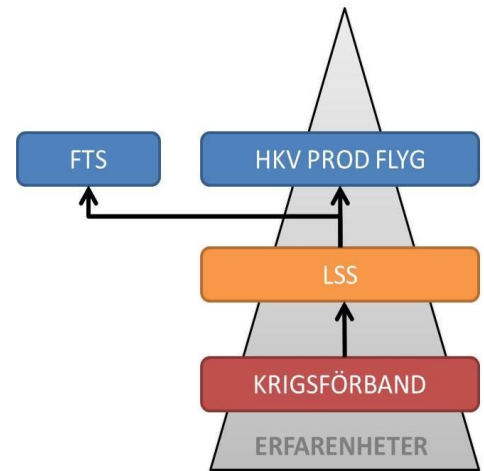 FTS
HKV PROD FLYG
LSS
KRIGSFÖRBAND
ERFARENHETER